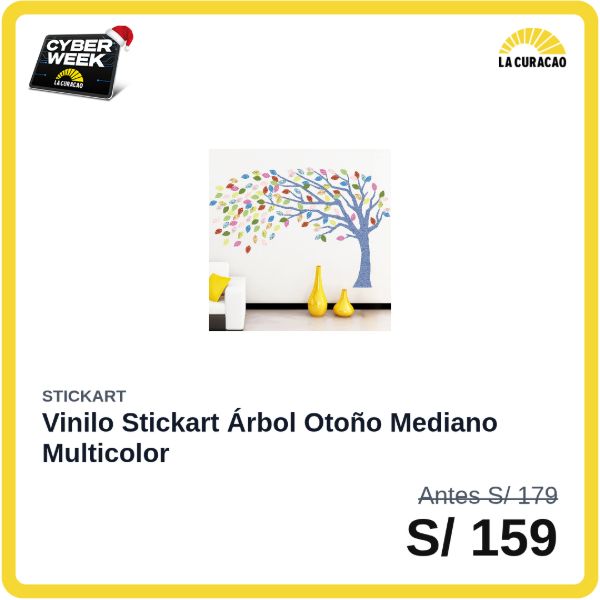 CYBER
WEEK
LA CURACAO
LA CURACAO
STICKART
Vinilo Stickart Árbol Otoño Mediano
Multicolor
Antes S/ 179
S/ 159